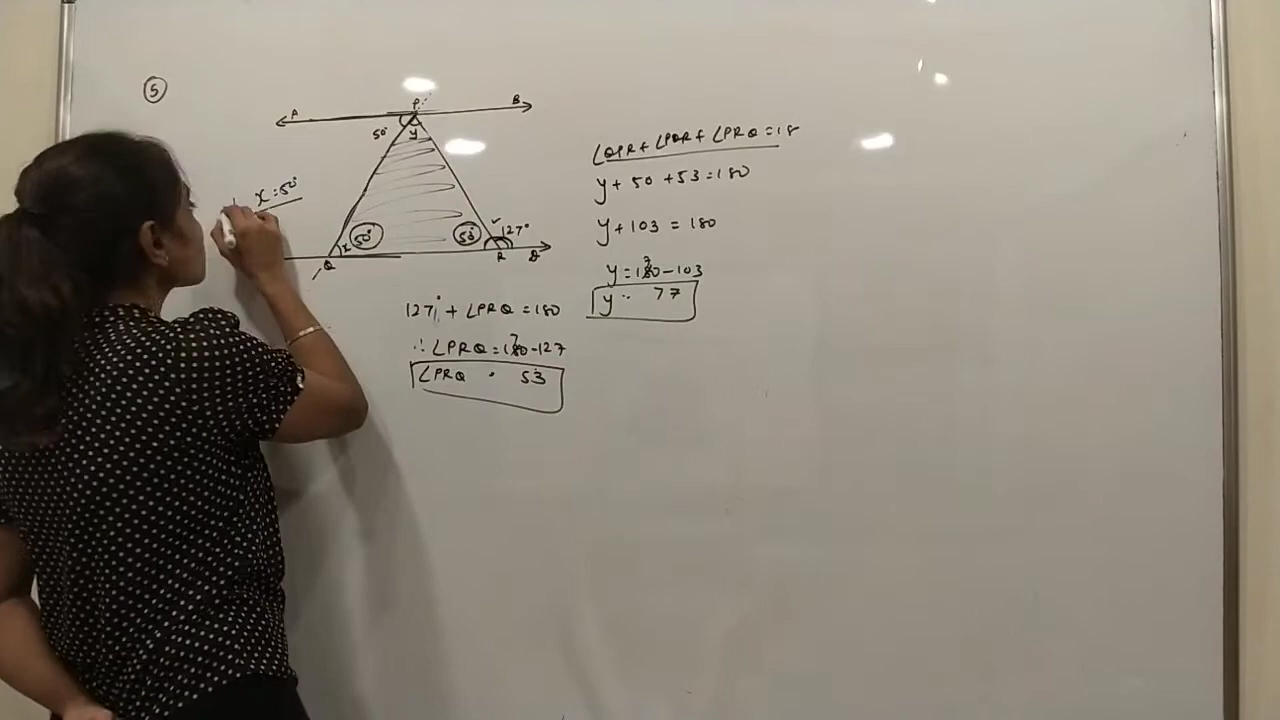 5
A P B
50° y
x = 50°
x 50° 53° 127°
Q R D
127° + ∠PRQ = 180
∴ ∠PRQ = 180 - 127
∠PRQ = 53
∠QPR + ∠PQR + ∠PRQ = 18
y + 50 + 53 = 180
y + 103 = 180
y = 180 - 103
y = 77